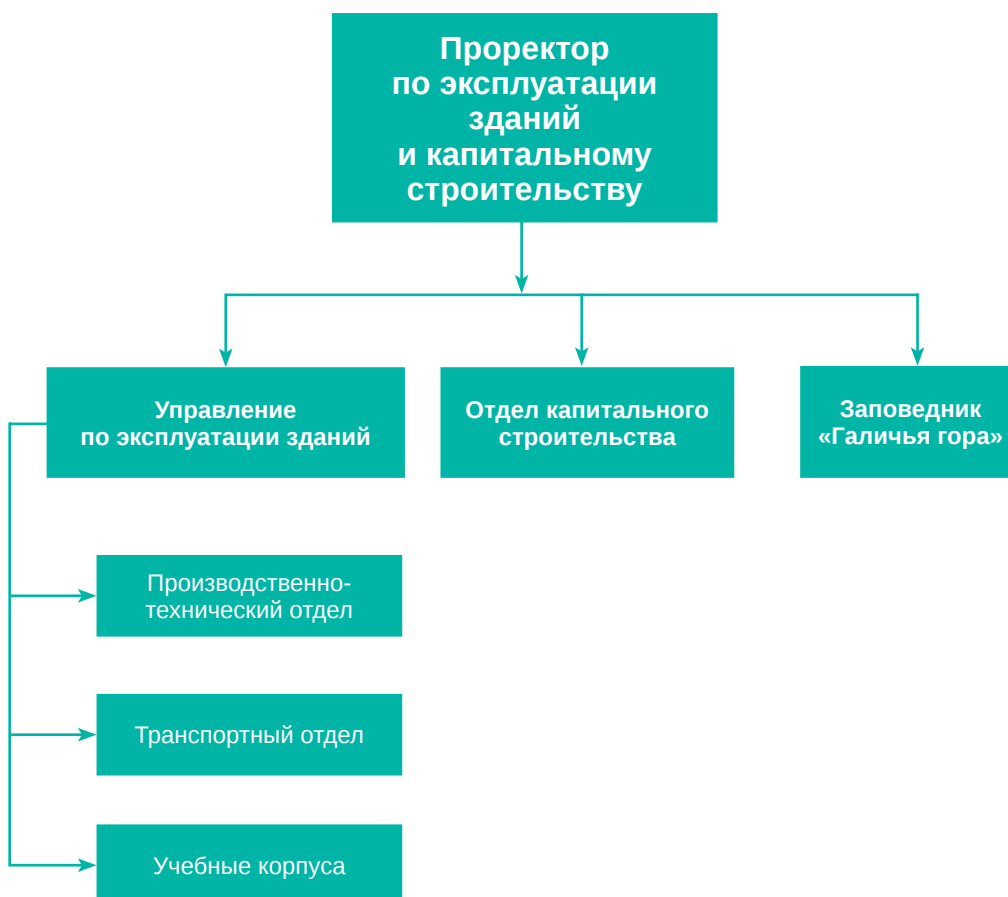 Проректор
по эксплуатации
зданий
и капитальному
строительству
Управление
по эксплуатации зданий
Отдел капитального
строительства
Заповедник
«Галичья гора»
Производственно-
технический отдел
Транспортный отдел
Учебные корпуса